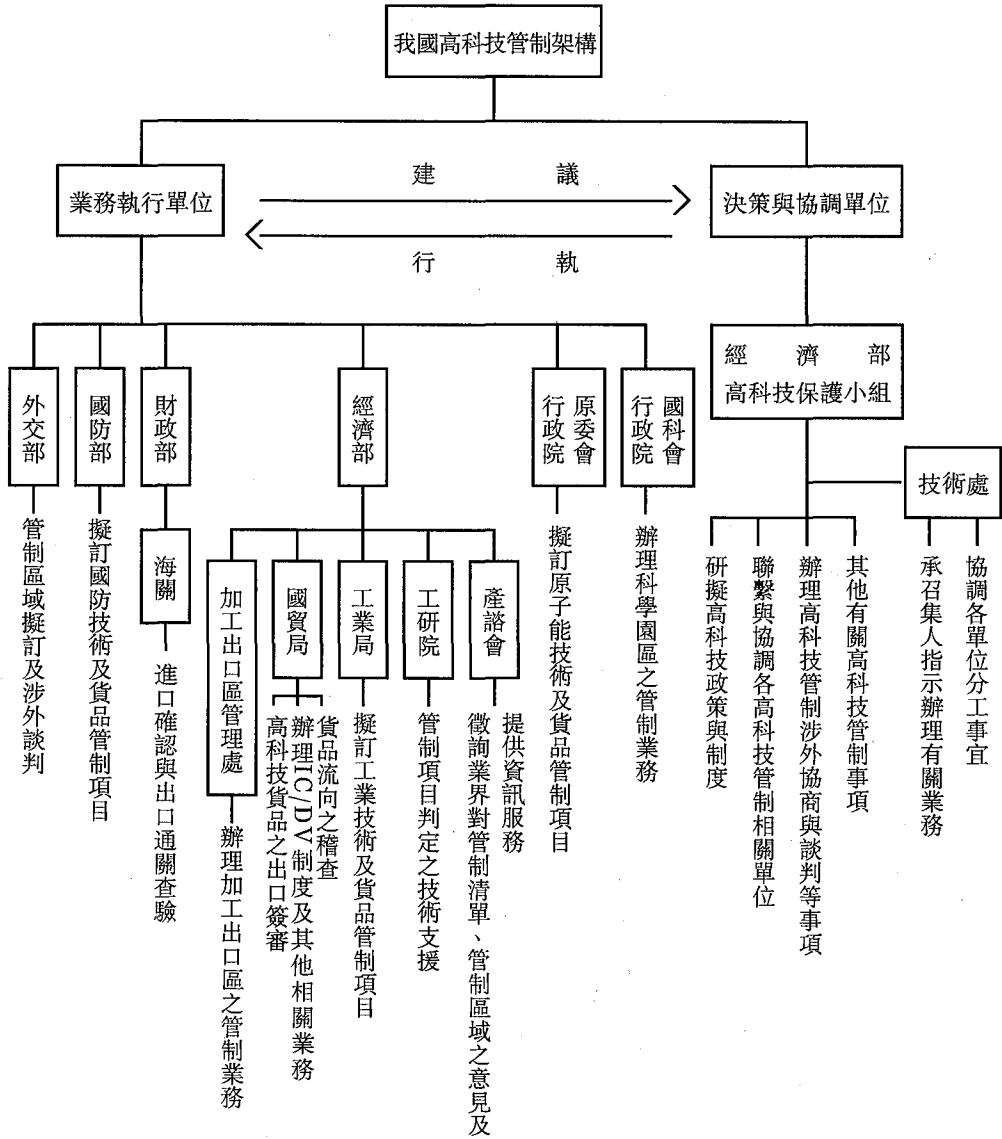 我國高科技管制架構
業務執行單位
建議
執行
決策與協調單位
外交部
管制區域擬訂及涉外談判
國防部
擬訂國防技術及貨品管制項目
財政部
海關
進口確認與出口通關查驗
經濟部
加工出口區管理處
辦理加工出口區之管制業務
國貿局
高科技貨品之出口簽審
辦理IC/DV制度及其他相關業務
貨品流向之稽查
工業局
擬訂工業技術及貨品管制項目
工研院
管制項目判定之技術支援
產諮會
徵詢業界對管制清單、管制區域之意見及
提供資訊服務
行政院
原委會
擬訂原子能技術及貨品管制項目
行政院
國科會
辦理科學園區之管制業務
經濟部
高科技保護小組
研擬高科技政策與制度
聯繫與協調各高科技管制相關單位
辦理高科技管制涉外協商與談判等事項
其他有關高科技管制事項
技術處
承召集人指示辦理有關業務
協調各單位分工事宜